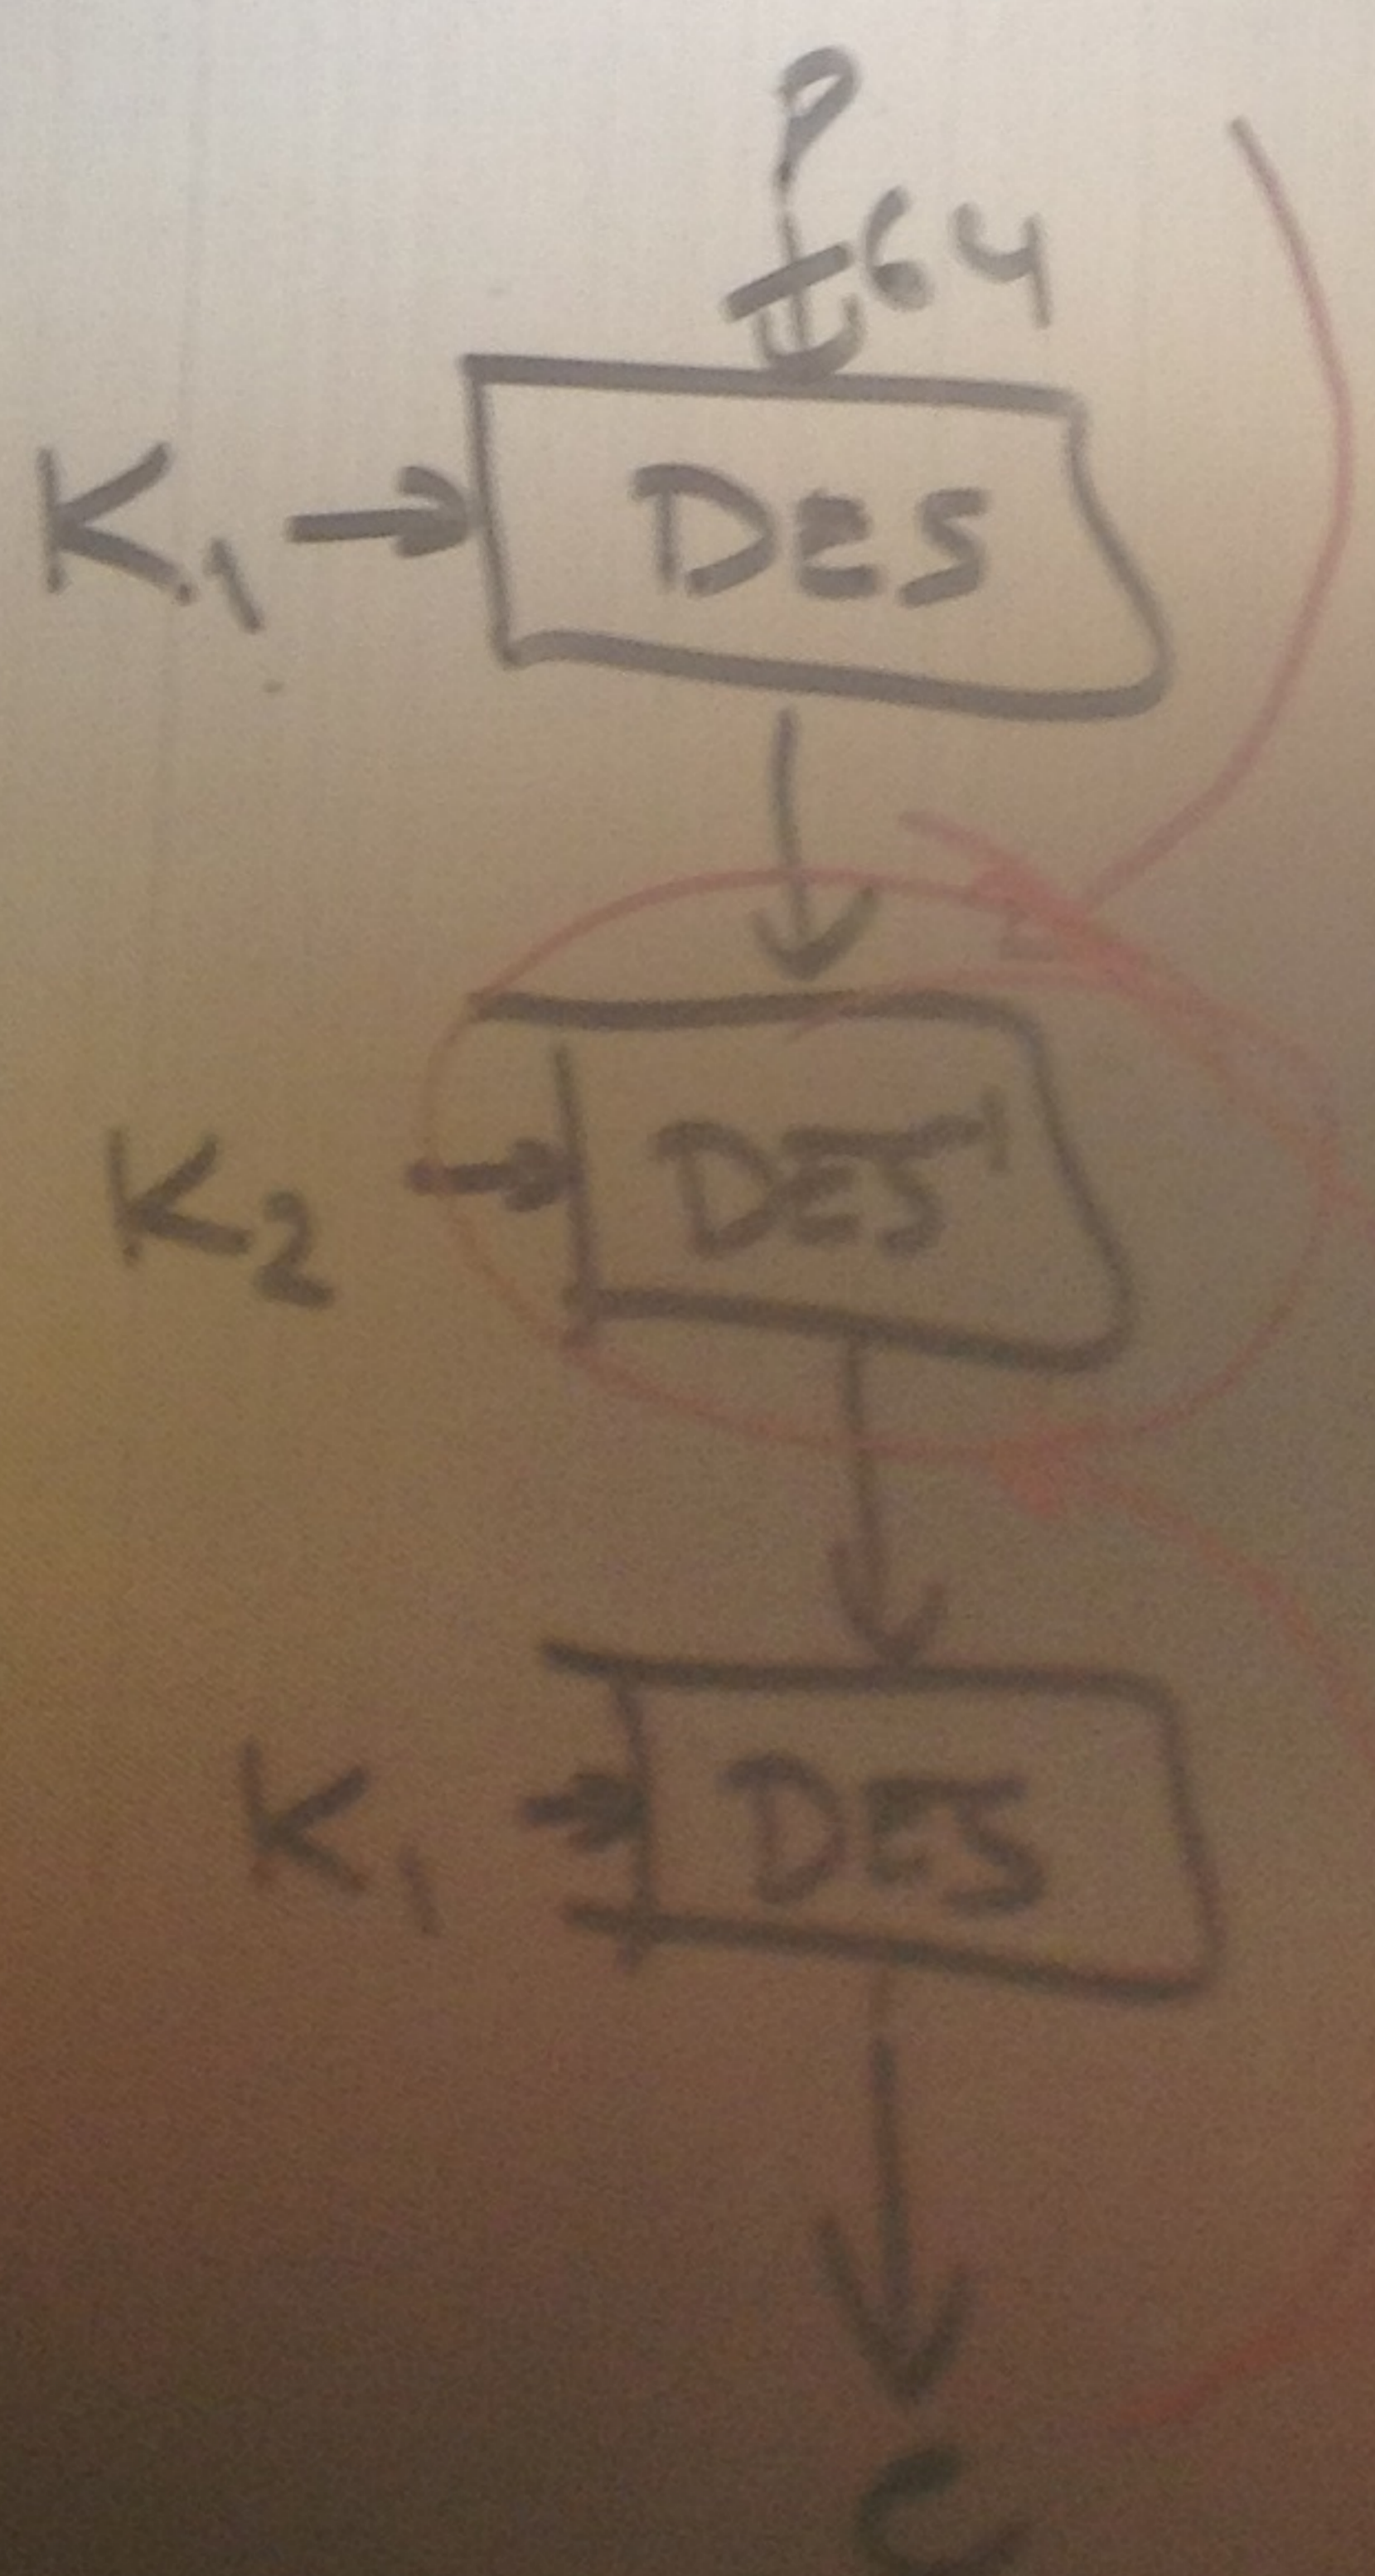 P
64
K1 → DES
K2 → DES⁻¹
K1 → DES
C